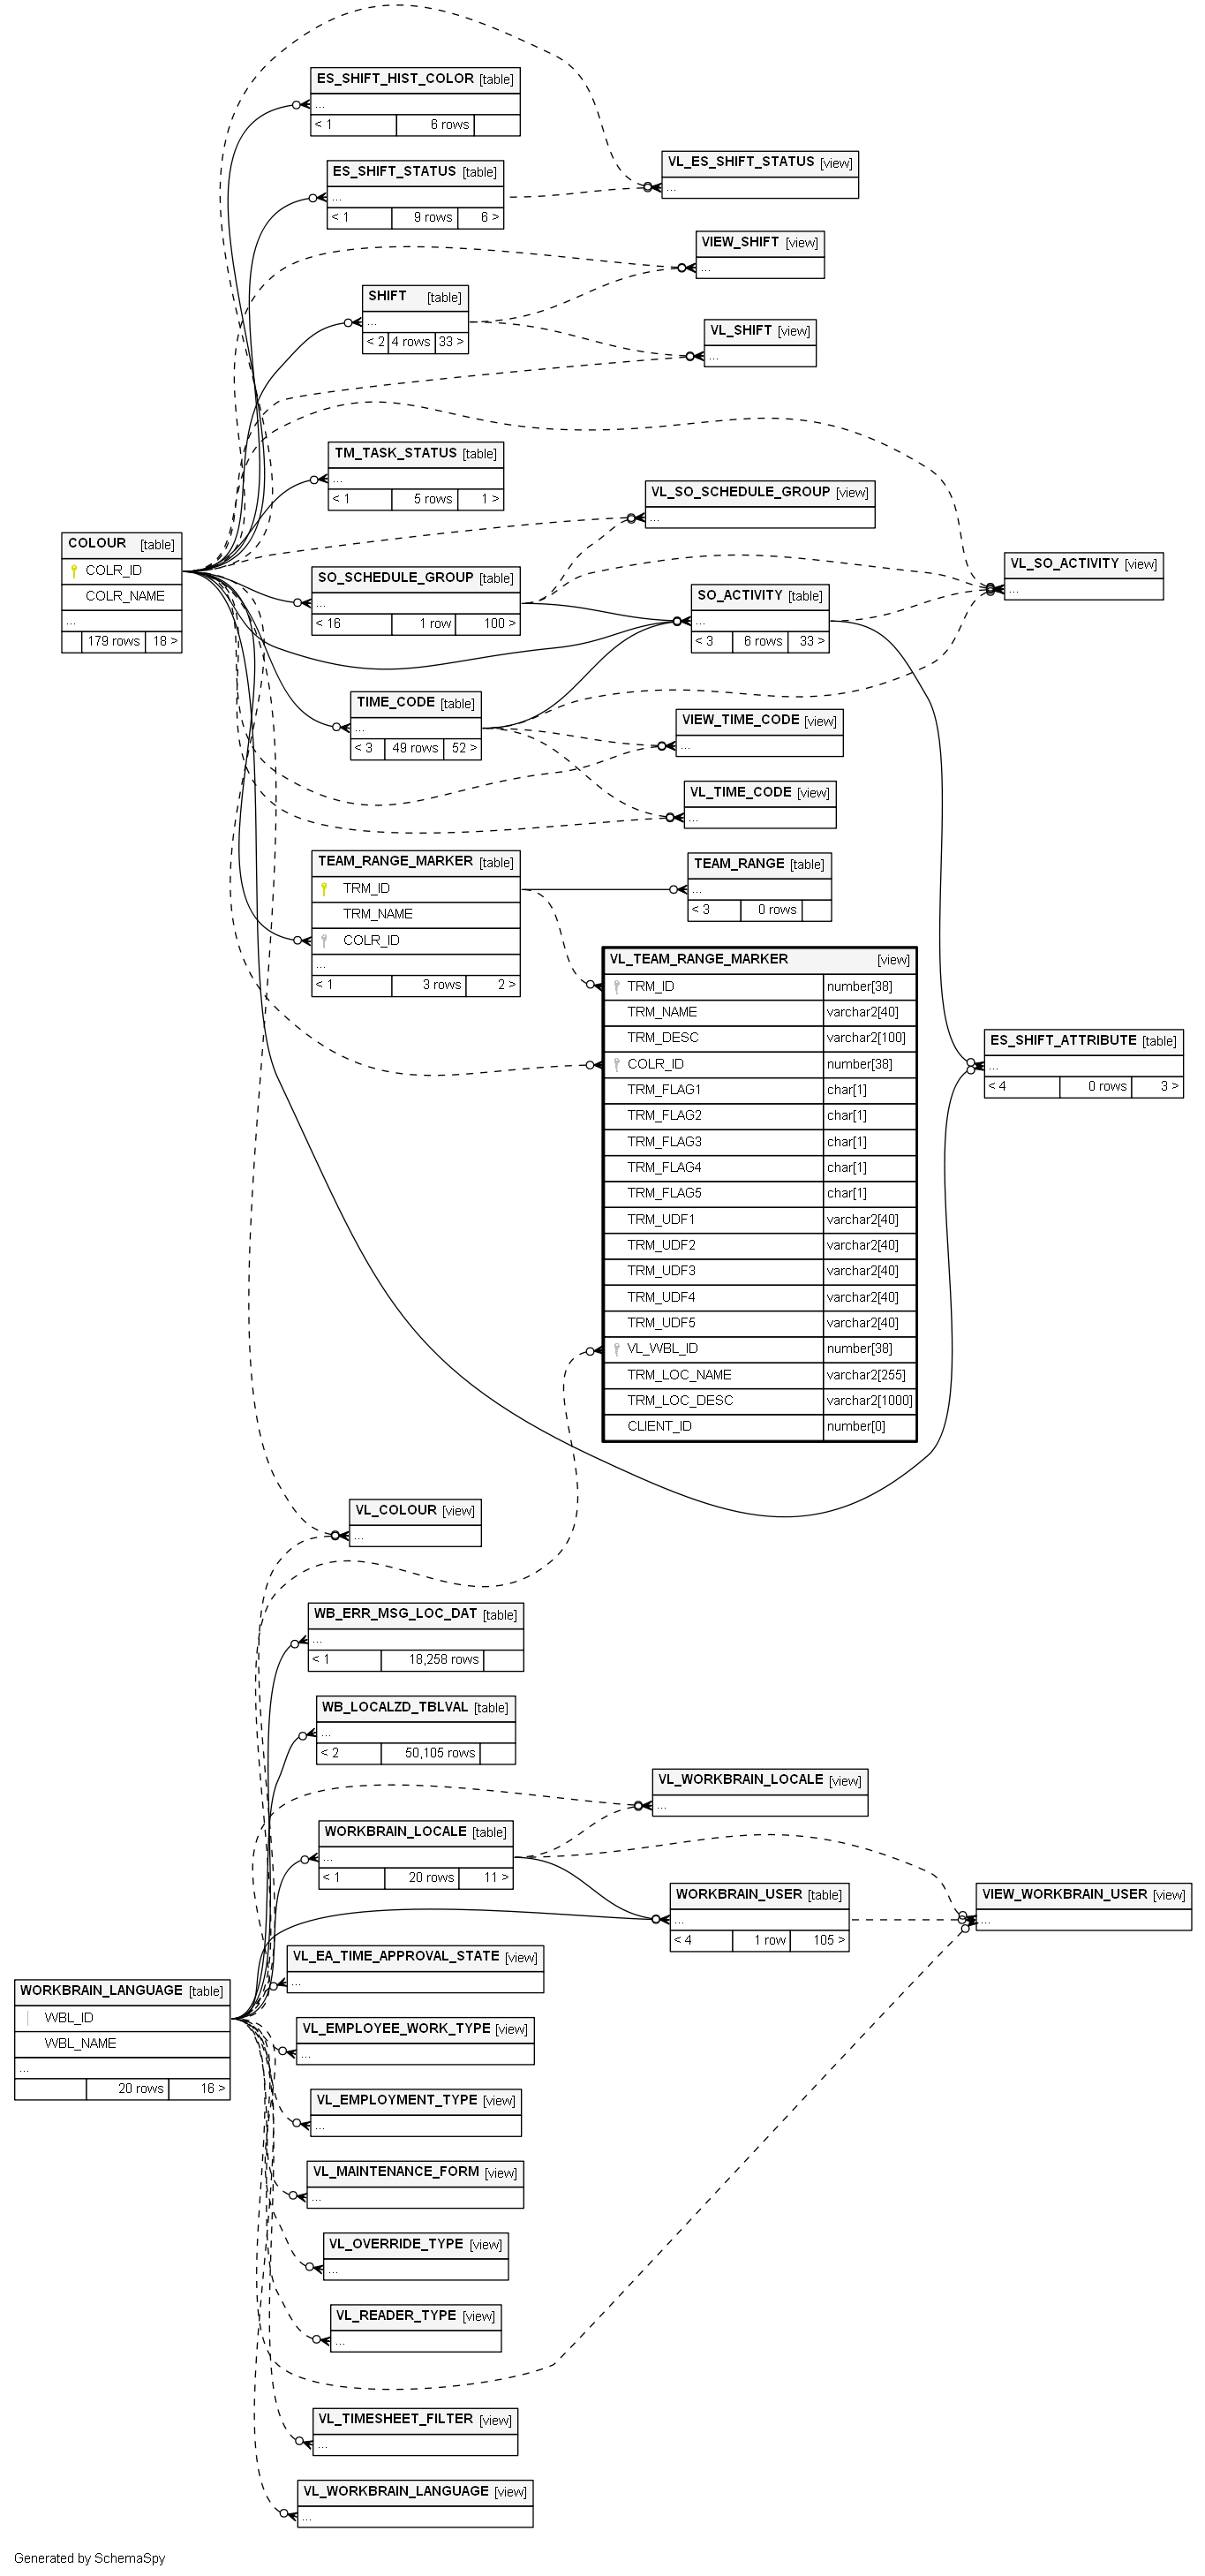 ES_SHIFT_HIST_COLOR [table]
...
< 1 6 rows
ES_SHIFT_STATUS [table]
...
< 1 9 rows 6 >
VL_ES_SHIFT_STATUS [view]
...
VIEW_SHIFT [view]
...
SHIFT [table]
...
< 2 4 rows 33 >
VL_SHIFT [view]
...
TM_TASK_STATUS [table]
...
< 1 5 rows 1 >
VL_SO_SCHEDULE_GROUP [view]
...
COLOUR [table]
COLR_ID
COLR_NAME
...
179 rows 18 >
VL_SO_ACTIVITY [view]
...
SO_SCHEDULE_GROUP [table]
...
< 16 1 row 100 >
SO_ACTIVITY [table]
...
< 3 6 rows 33 >
TIME_CODE [table]
...
< 3 49 rows 52 >
VIEW_TIME_CODE [view]
...
VL_TIME_CODE [view]
...
TEAM_RANGE_MARKER [table]
TRM_ID
TRM_NAME
COLR_ID
...
< 1 3 rows 2 >
TEAM_RANGE [table]
...
< 3 0 rows
VL_TEAM_RANGE_MARKER [view]
TRM_ID number[38]
TRM_NAME varchar2[40]
TRM_DESC varchar2[100]
COLR_ID number[38]
TRM_FLAG1 char[1]
TRM_FLAG2 char[1]
TRM_FLAG3 char[1]
TRM_FLAG4 char[1]
TRM_FLAG5 char[1]
TRM_UDF1 varchar2[40]
TRM_UDF2 varchar2[40]
TRM_UDF3 varchar2[40]
TRM_UDF4 varchar2[40]
TRM_UDF5 varchar2[40]
VL_WBL_ID number[38]
TRM_LOC_NAME varchar2[255]
TRM_LOC_DESC varchar2[1000]
CLIENT_ID number[0]
ES_SHIFT_ATTRIBUTE [table]
...
< 4 0 rows 3 >
VL_COLOUR [view]
...
WB_ERR_MSG_LOC_DAT [table]
...
< 1 18,258 rows
WB_LOCALZD_TBLVAL [table]
...
< 2 50,105 rows
VL_WORKBRAIN_LOCALE [view]
...
WORKBRAIN_LOCALE [table]
...
< 1 20 rows 11 >
WORKBRAIN_USER [table]
...
< 4 1 row 105 >
VIEW_WORKBRAIN_USER [view]
...
VL_EA_TIME_APPROVAL_STATE [view]
...
WORKBRAIN_LANGUAGE [table]
WBL_ID
WBL_NAME
...
20 rows 16 >
VL_EMPLOYEE_WORK_TYPE [view]
...
VL_EMPLOYMENT_TYPE [view]
...
VL_MAINTENANCE_FORM [view]
...
VL_OVERRIDE_TYPE [view]
...
VL_READER_TYPE [view]
...
VL_TIMESHEET_FILTER [view]
...
VL_WORKBRAIN_LANGUAGE [view]
...
Generated by SchemaSpy